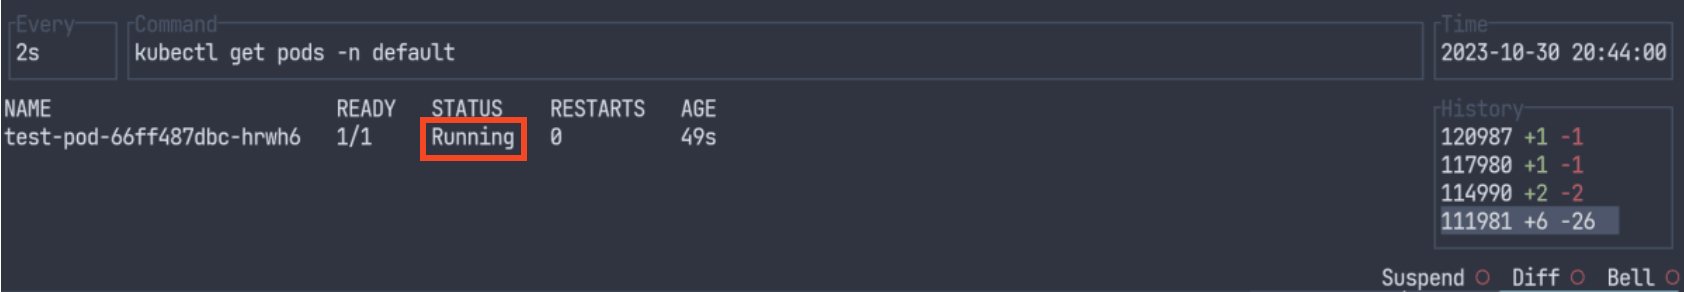 Every Command Time
2s kubectl get pods -n default 2023-10-30 20:44:00
NAME READY STATUS RESTARTS AGE History
test-pod-66ff487dbc-hrwh6 1/1 Running 0 49s 120987 +1 -1
117980 +1 -1
114990 +2 -2
111981 +6 -26
Suspend Diff Bell